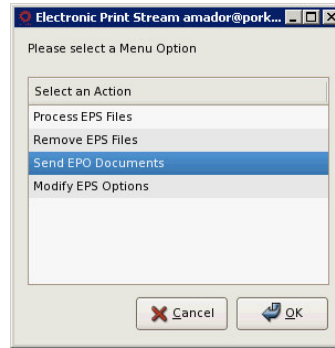 Electronic Print Stream amador@pork...
Please select a Menu Option
Select an Action
Process EPS Files
Remove EPS Files
Send EPO Documents
Modify EPS Options
Cancel
OK